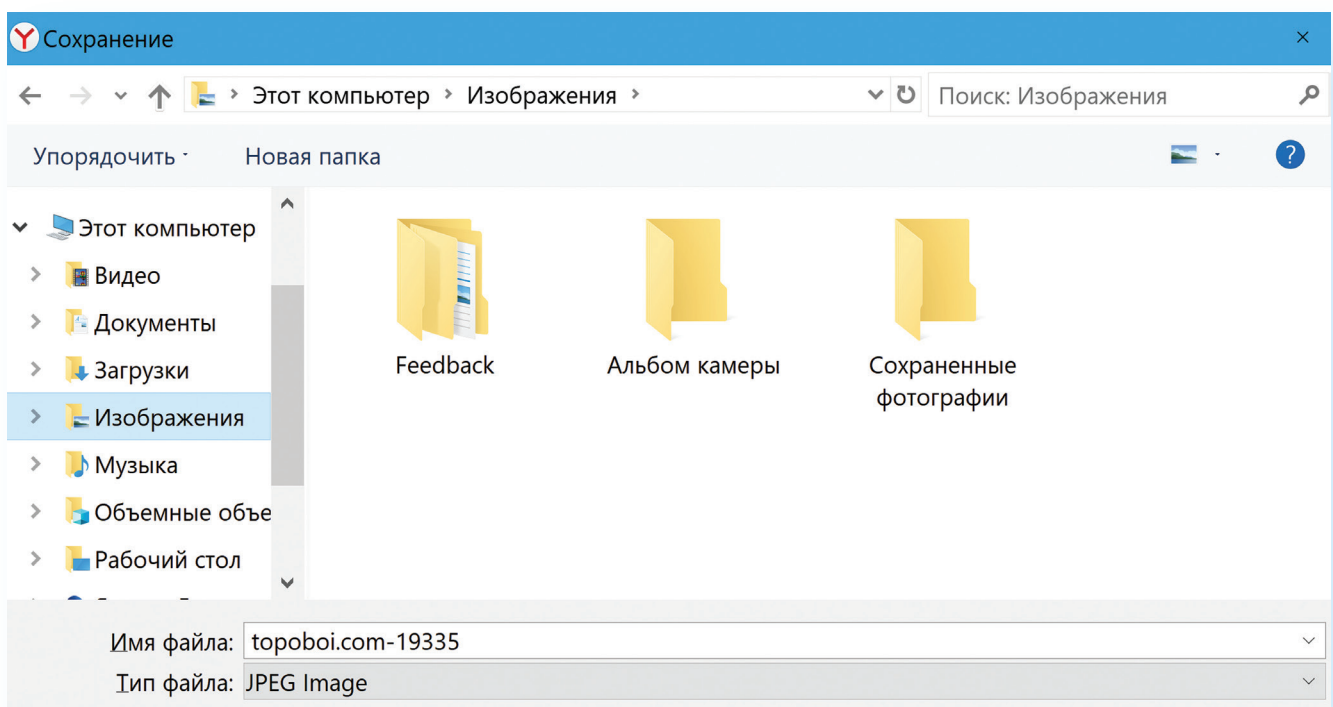 Сохранение
Этот компьютер Изображения
Поиск: Изображения
Упорядочить
Новая папка
Этот компьютер
Видео
Документы
Загрузки
Изображения
Музыка
Объемные объе
Рабочий стол
Feedback
Альбом камеры
Сохраненные
фотографии
Имя файла: topoboi.com-19335
Тип файла: JPEG Image